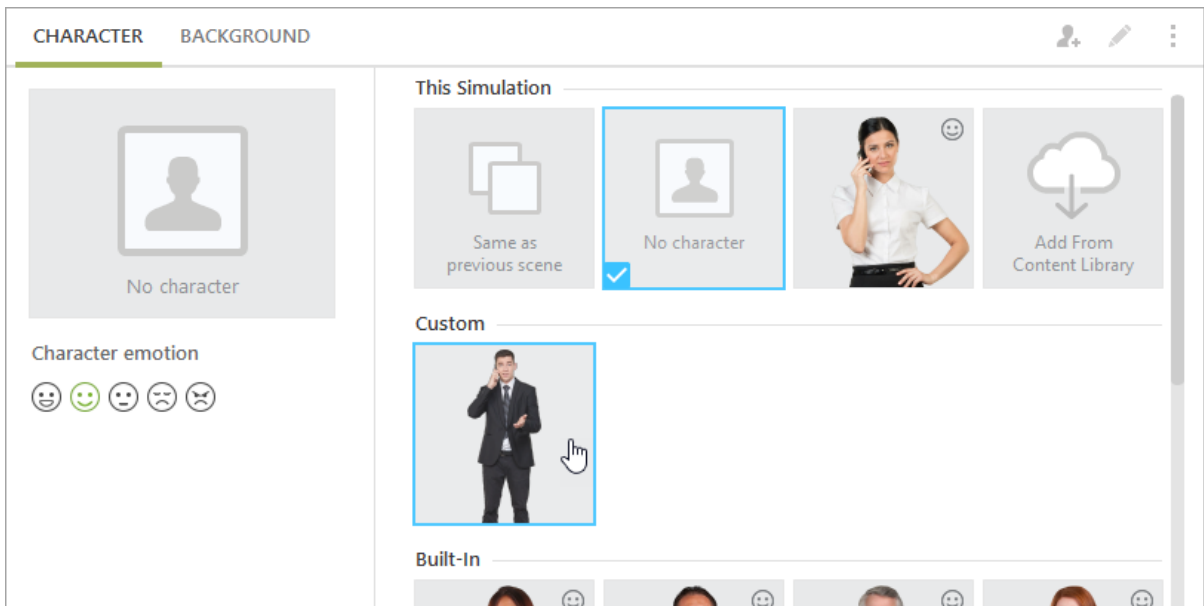 CHARACTER
BACKGROUND
This Simulation
Same as
previous scene
No character
Add From
Content Library
No character
Custom
Character emotion
Built-In